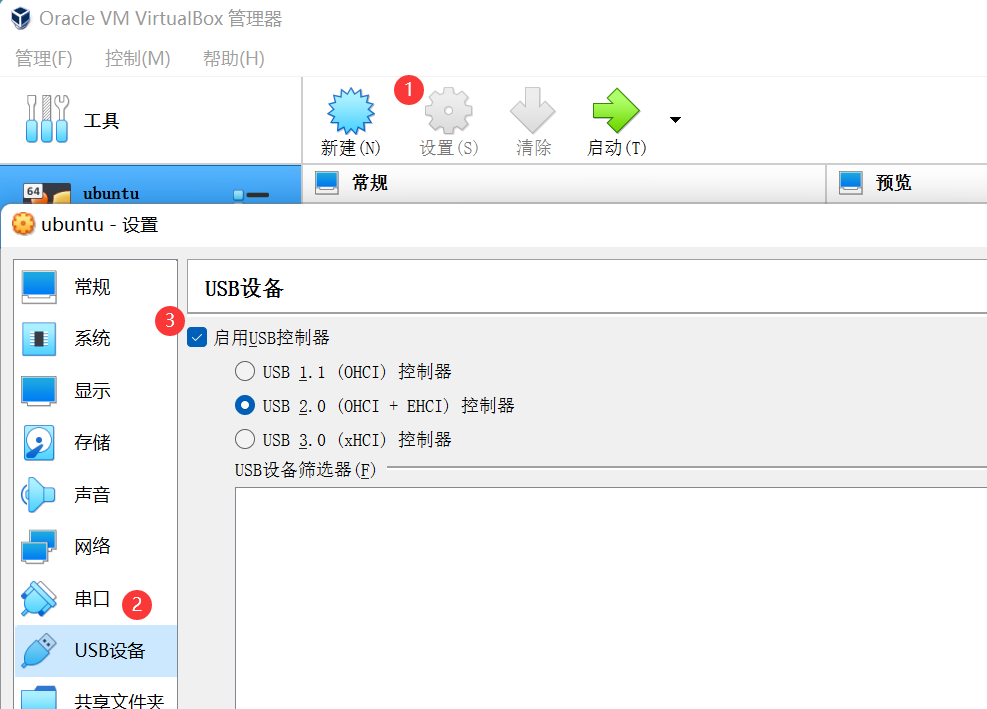 Oracle VM VirtualBox 管理器
管理(F) 控制(M) 帮助(H)
工具
1
新建(N) 设置(S) 清除 启动(T)
64 ubuntu
常规
预览
ubuntu - 设置
常规
系统
显示
存储
声音
网络
串口
2
USB设备
共享文件夹
USB设备
3
启用USB控制器
USB 1.1 (OHCI) 控制器
USB 2.0 (OHCI + EHCI) 控制器
USB 3.0 (xHCI) 控制器
USB设备筛选器(F)